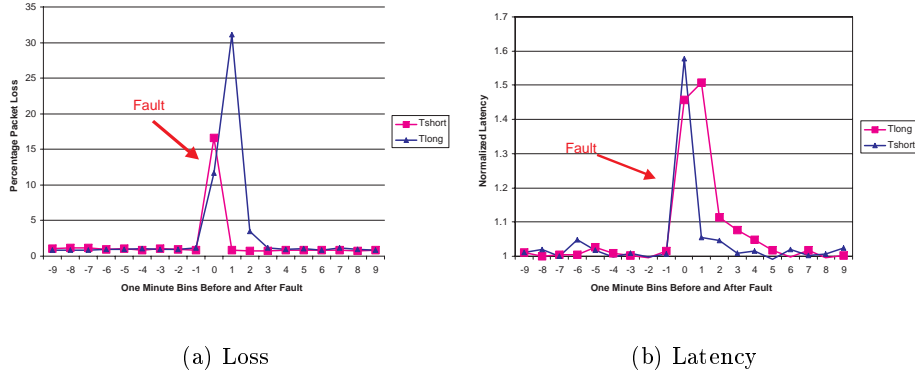 35
30
25
20
15
10
5
0
Percentage Packet Loss
Fault
Tshort
Tlong
-9 -8 -7 -6 -5 -4 -3 -2 -1 0 1 2 3 4 5 6 7 8 9
One Minute Bins Before and After Fault
(a) Loss
1.7
1.6
1.5
1.4
1.3
1.2
1.1
1
Normalized Latency
Fault
Tlong
Tshort
-9 -8 -7 -6 -5 -4 -3 -2 -1 0 1 2 3 4 5 6 7 8 9
One Minute Bins Before and After Fault
(b) Latency